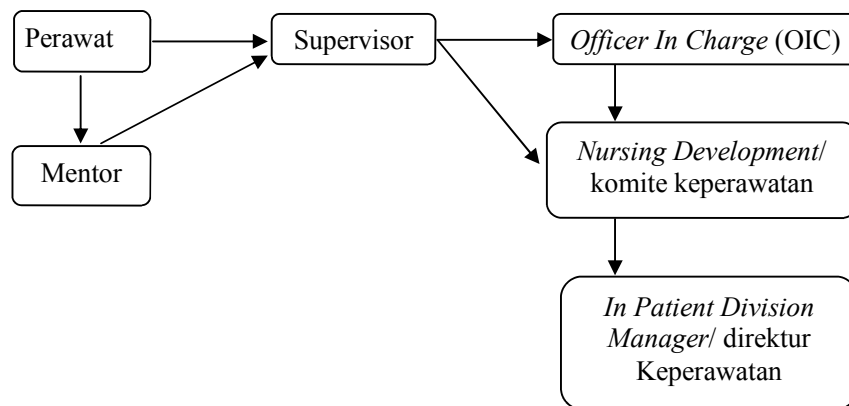 Perawat
Supervisor
Officer In Charge (OIC)
Mentor
Nursing Development/
komite keperawatan
In Patient Division
Manager/ direktur
Keperawatan